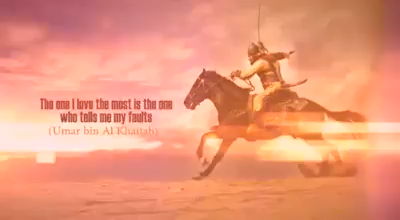 The one I love the most is the one
who tells me my faults
(Umar bin Al Khattab)